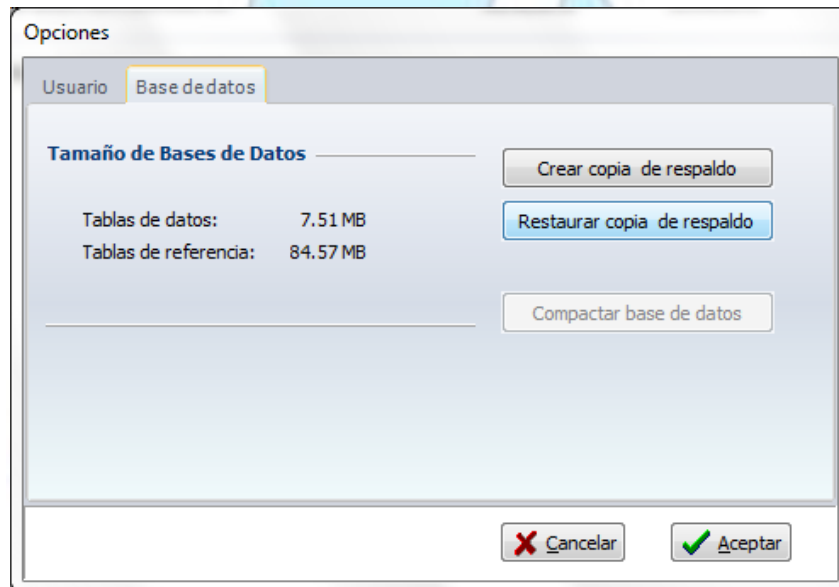 Opciones
Usuario Base de datos
Tamaño de Bases de Datos
Crear copia de respaldo
Tablas de datos: 7.51 MB
Restaurar copia de respaldo
Tablas de referencia: 84.57 MB
Compactar base de datos
Cancelar Aceptar